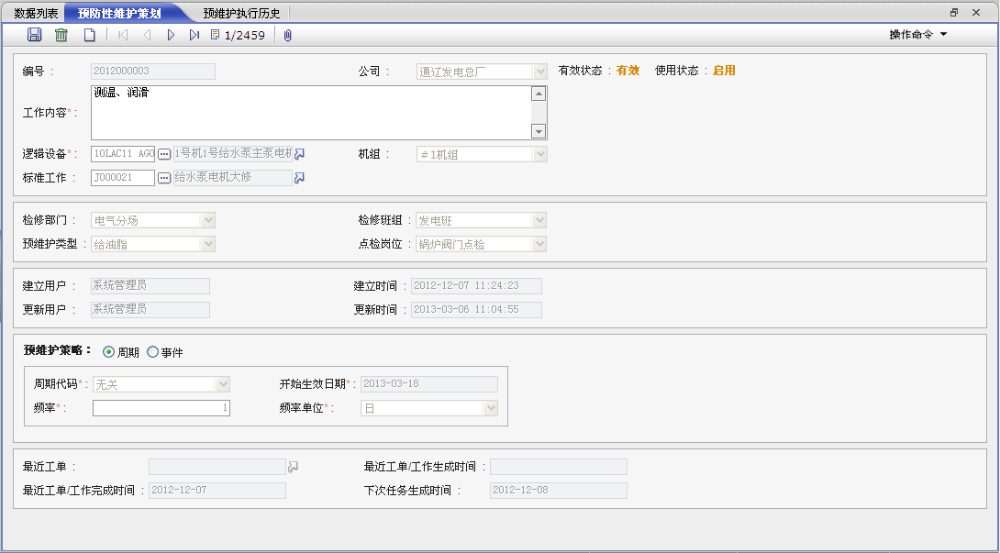 数据列表 预防性维护策划 预维护执行历史
1/2459 操作命令
编号 : 2012000003 公司 : 通辽发电总厂 有效状态 : 有效 使用状态 : 启用
工作内容* : 测温、润滑
逻辑设备* : 10LAC11 AG0 1号机1号给水泵主泵电机 机组 : #1机组
标准工作 : J000021 给水泵电机大修
检修部门 : 电气分场 检修班组 : 发电班
预维护类型 : 给油脂 点检岗位 : 锅炉阀门点检
建立用户 : 系统管理员 建立时间 : 2012-12-07 11:24:23
更新用户 : 系统管理员 更新时间 : 2013-03-06 11:04:55
预维护策略: 周期 事件
周期代码* : 无关 开始生效日期* : 2013-03-18
频率* : 1 频率单位* : 日
最近工单 : 最近工单/工作生成时间 :
最近工单/工作完成时间 : 2012-12-07 下次任务生成时间 : 2012-12-08